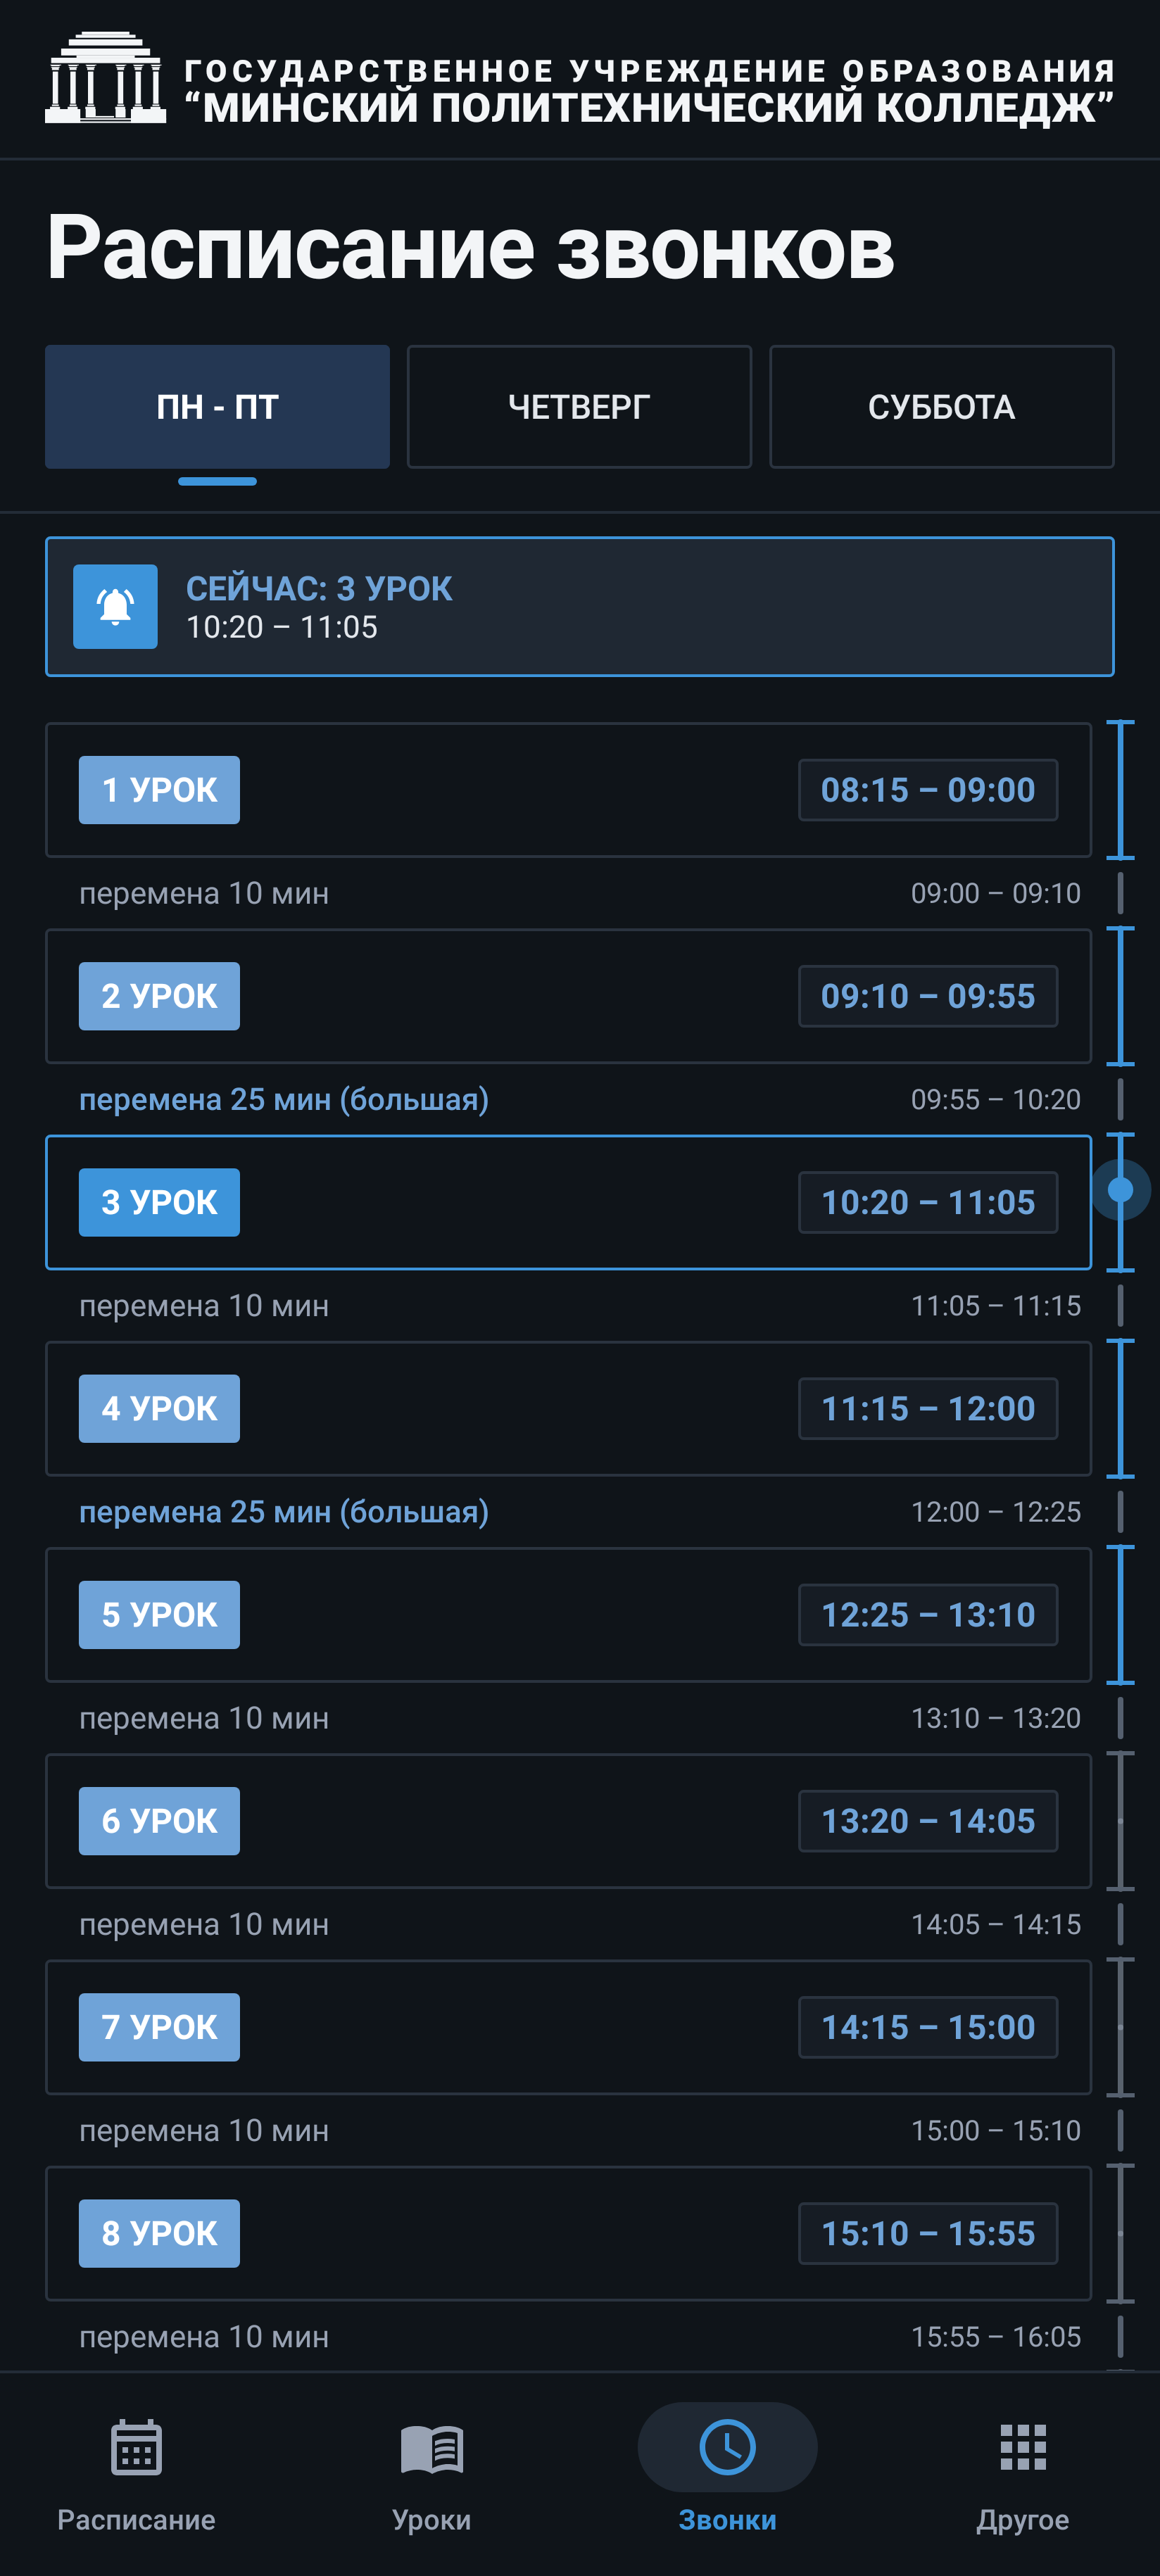 ГОСУДАРСТВЕННОЕ УЧРЕЖДЕНИЕ ОБРАЗОВАНИЯ
“МИНСКИЙ ПОЛИТЕХНИЧЕСКИЙ КОЛЛЕДЖ”
Расписание звонков
ПН - ПТ ЧЕТВЕРГ СУББОТА
СЕЙЧАС: 3 УРОК
10:20 – 11:05
1 УРОК 08:15 – 09:00
перемена 10 мин 09:00 – 09:10
2 УРОК 09:10 – 09:55
перемена 25 мин (большая) 09:55 – 10:20
3 УРОК 10:20 – 11:05
перемена 10 мин 11:05 – 11:15
4 УРОК 11:15 – 12:00
перемена 25 мин (большая) 12:00 – 12:25
5 УРОК 12:25 – 13:10
перемена 10 мин 13:10 – 13:20
6 УРОК 13:20 – 14:05
перемена 10 мин 14:05 – 14:15
7 УРОК 14:15 – 15:00
перемена 10 мин 15:00 – 15:10
8 УРОК 15:10 – 15:55
перемена 10 мин 15:55 – 16:05
Расписание Уроки Звонки Другое